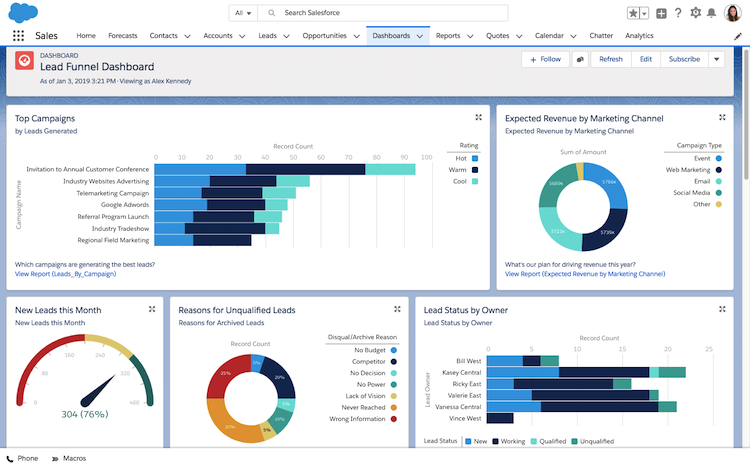 All
Search Salesforce
Sales
Home
Forecasts
Contacts
Accounts
Leads
Opportunities
Dashboards
Reports
Quotes
Calendar
Chatter
Analytics
DASHBOARD
Lead Funnel Dashboard
As of Jan 3, 2019 3:21 PM·Viewing as Alex Kennedy
+ Follow
Refresh
Edit
Subscribe
Top Campaigns
by Leads Generated
Record Count
0 10 20 30 40 50 60 70 80 90 100
Campaign Name
Invitation to Annual Customer Conference
Industry Websites Advertising
Telemarketing Campaign
Google Adwords
Referral Program Launch
Industry Tradeshow
Regional Field Marketing
Rating
Hot
Warm
Cool
Which campaigns are generating the best leads?
View Report (Leads_By_Campaign)
Expected Revenue by Marketing Channel
Expected Revenue by Marketing Channel
Sum of Amount
Campaign Type
Event
Web Marketing
Email
Social Media
Other
What's our plan for driving revenue this year?
View Report (Expected Revenue by Marketing Channel)
New Leads this Month
New Leads this Month
0
80
160
240
320
304 (76%)
Reasons for Unqualified Leads
Reasons for Archived Leads
Record Count
5%
20%
25%
Disqual/Archive Reason
No Budget
Competitor
No Decision
No Power
Lack of Vision
Never Reached
Wrong Information
Lead Status by Owner
Lead Status by Owner
Record Count
0 5 10 15 20 25
Lead Owner
Bill West
Kasey Central
Ricky East
Valerie East
Vanessa Central
Vince West
Lead Status
New
Working
Qualified
Unqualified
Phone
Macros